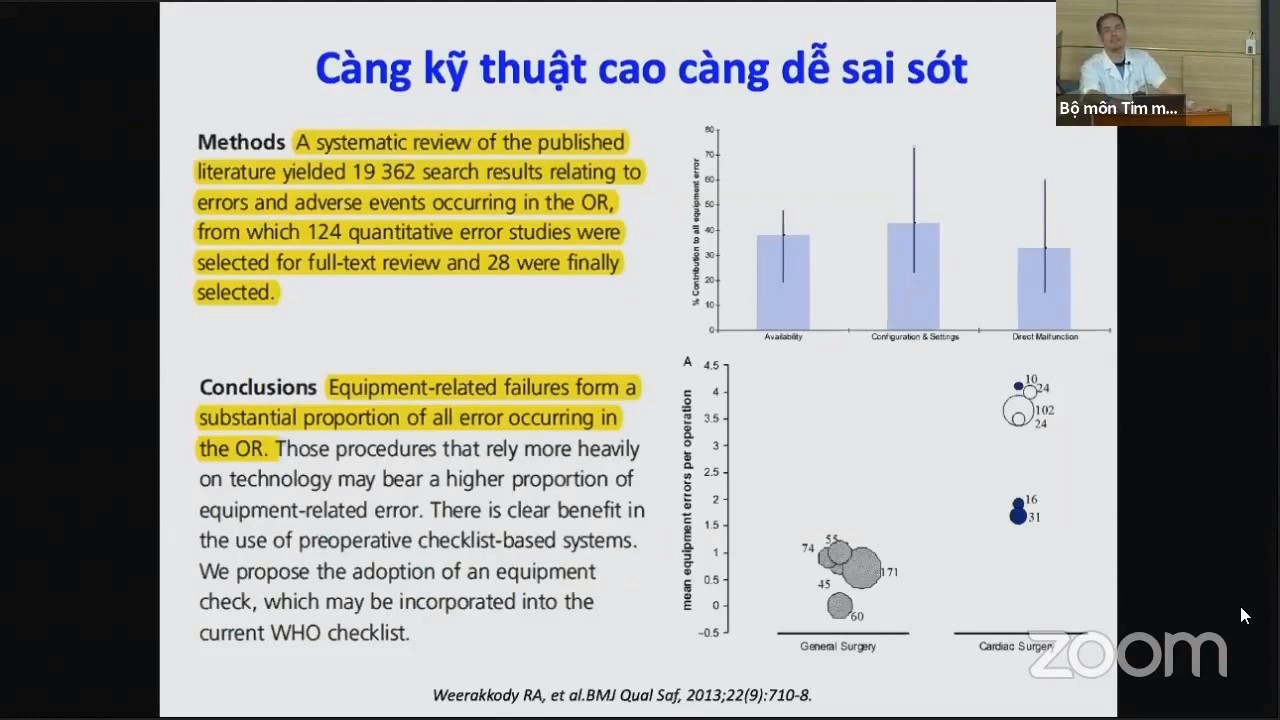 Càng kỹ thuật cao càng dễ sai sót
Bộ môn Tim m...
Methods A systematic review of the published
literature yielded 19 362 search results relating to
errors and adverse events occurring in the OR,
from which 124 quantitative error studies were
selected for full-text review and 28 were finally
selected.
% Contribution to all equipment error
80
70
60
50
40
30
20
10
0
Availability
Configuration & Settings
Direct Malfunction
Conclusions Equipment-related failures form a
substantial proportion of all error occurring in
the OR. Those procedures that rely more heavily
on technology may bear a higher proportion of
equipment-related error. There is clear benefit in
the use of preoperative checklist-based systems.
We propose the adoption of an equipment
check, which may be incorporated into the
current WHO checklist.
A
mean equipment errors per operation
4.5
4
3.5
3
2.5
2
1.5
1
0.5
0
-0.5
10
24
102
24
16
31
55
74
171
45
60
General Surgery
Cardiac Surgery
zoom
Weerakkody RA, et al.BMJ Qual Saf, 2013;22(9):710-8.